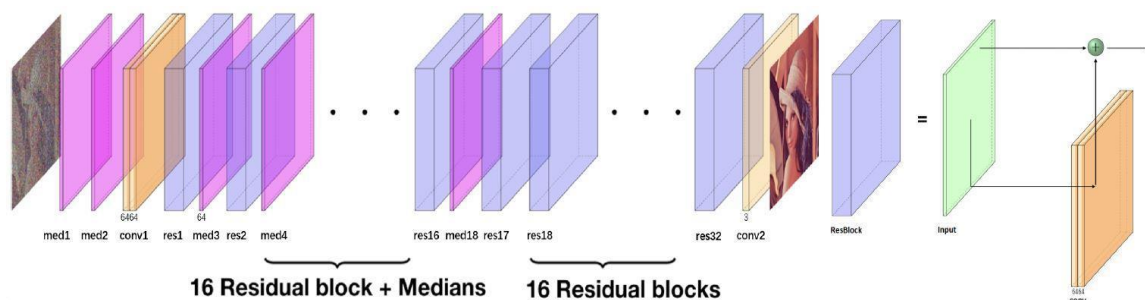 6464
64
3
med1 med2 conv1 res1 med3 res2 med4
res16 med18 res17 res18
res32 conv2
ResBlock
=
Input
+
6464
16 Residual block + Medians
16 Residual blocks